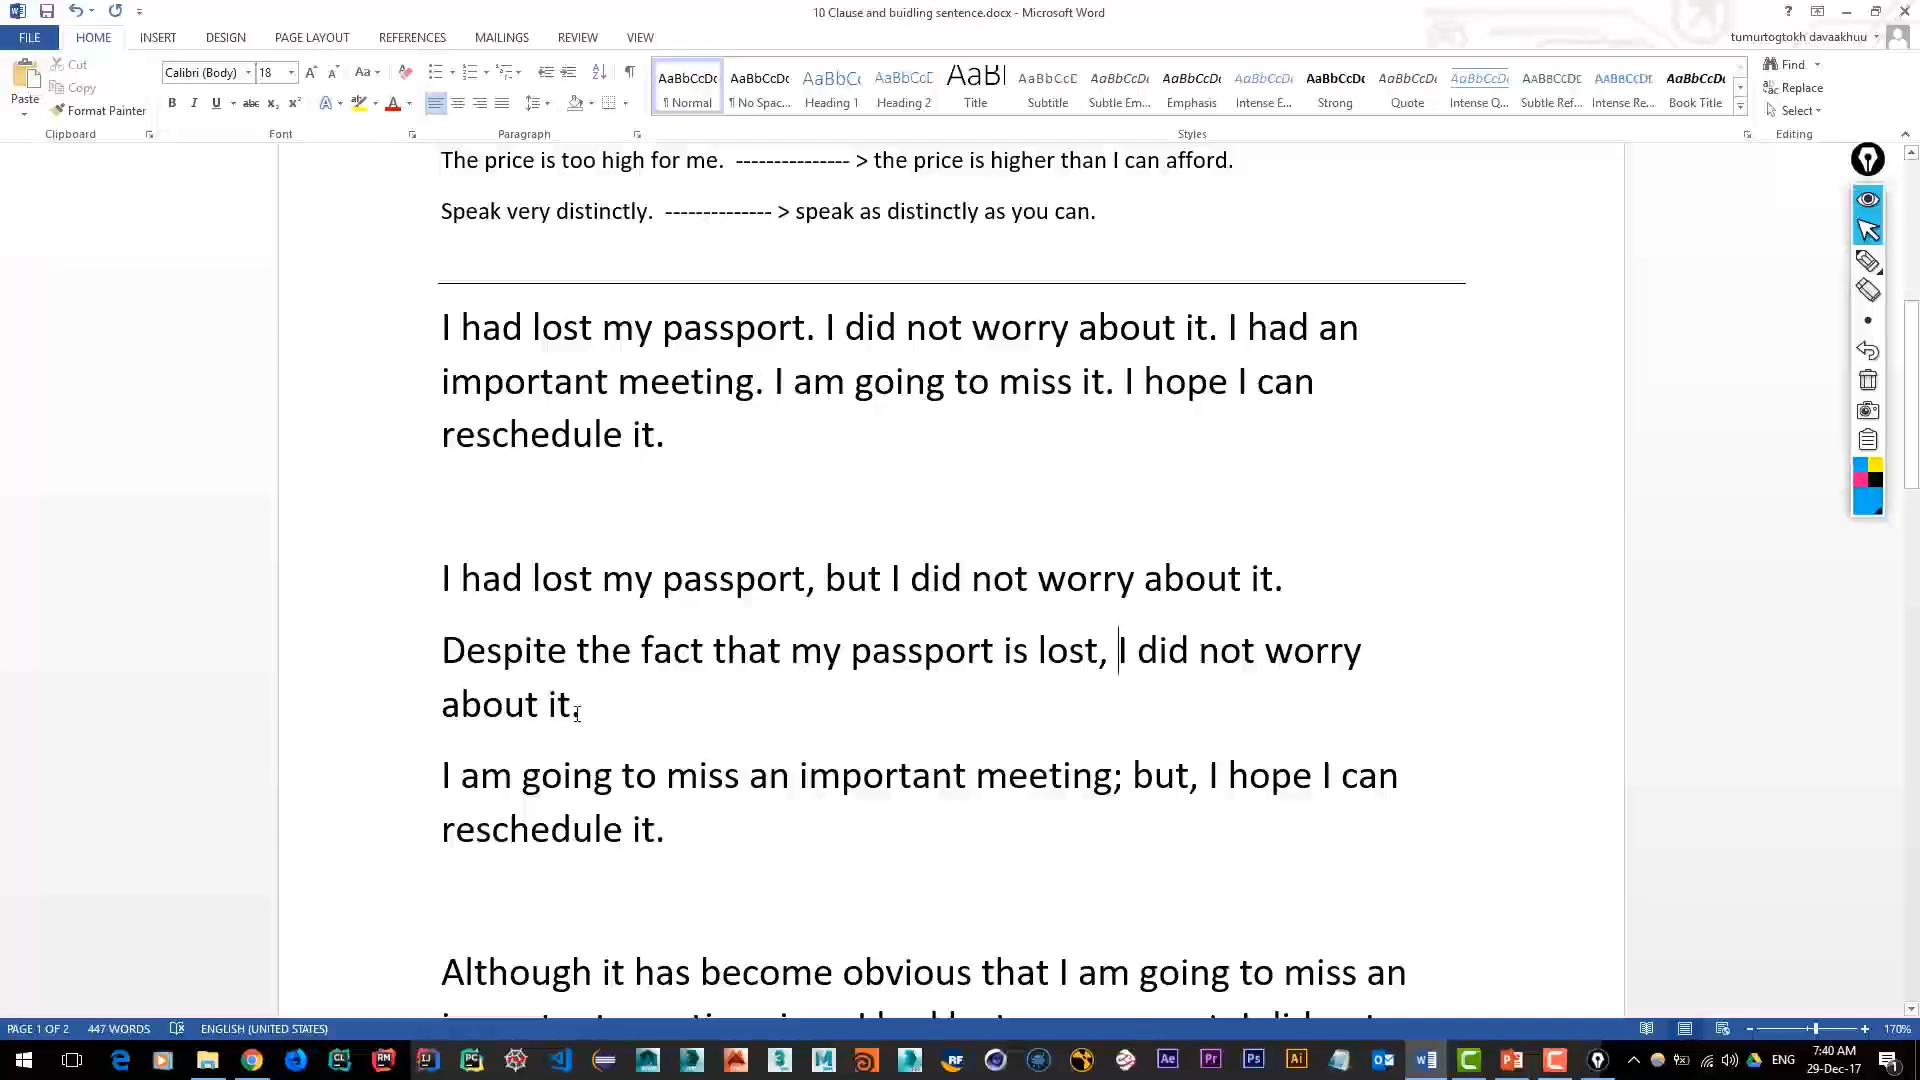 10 Clause and buidling sentence.docx - Microsoft Word
FILE HOME INSERT DESIGN PAGE LAYOUT REFERENCES MAILINGS REVIEW VIEW
tumurtogtokh davaakhuu
Paste
Cut
Copy
Format Painter
Calibri (Body) 18
AaBbCcDc AaBbCcDc AaBbCc AaBbCcD AaBl AaBbCcD AaBbCcDc AaBbCcDc AaBbCcDc AaBbCcDc AaBbCcDc AaBbCcDc AABBCCDC AABBCCDC AaBbCcDc
¶ Normal ¶ No Spac... Heading 1 Heading 2 Title Subtitle Subtle Em... Emphasis Intense E... Strong Quote Intense Q... Subtle Ref... Intense Re... Book Title
Find
Replace
Select
Clipboard Font Paragraph Styles Editing
The price is too high for me. --------------- > the price is higher than I can afford.
Speak very distinctly. -------------- > speak as distinctly as you can.
I had lost my passport. I did not worry about it. I had an
important meeting. I am going to miss it. I hope I can
reschedule it.
I had lost my passport, but I did not worry about it.
Despite the fact that my passport is lost, I did not worry
about it.
I am going to miss an important meeting; but, I hope I can
reschedule it.
Although it has become obvious that I am going to miss an
PAGE 1 OF 2 447 WORDS ENGLISH (UNITED STATES) 170%
ENG 7:40 AM
29-Dec-17